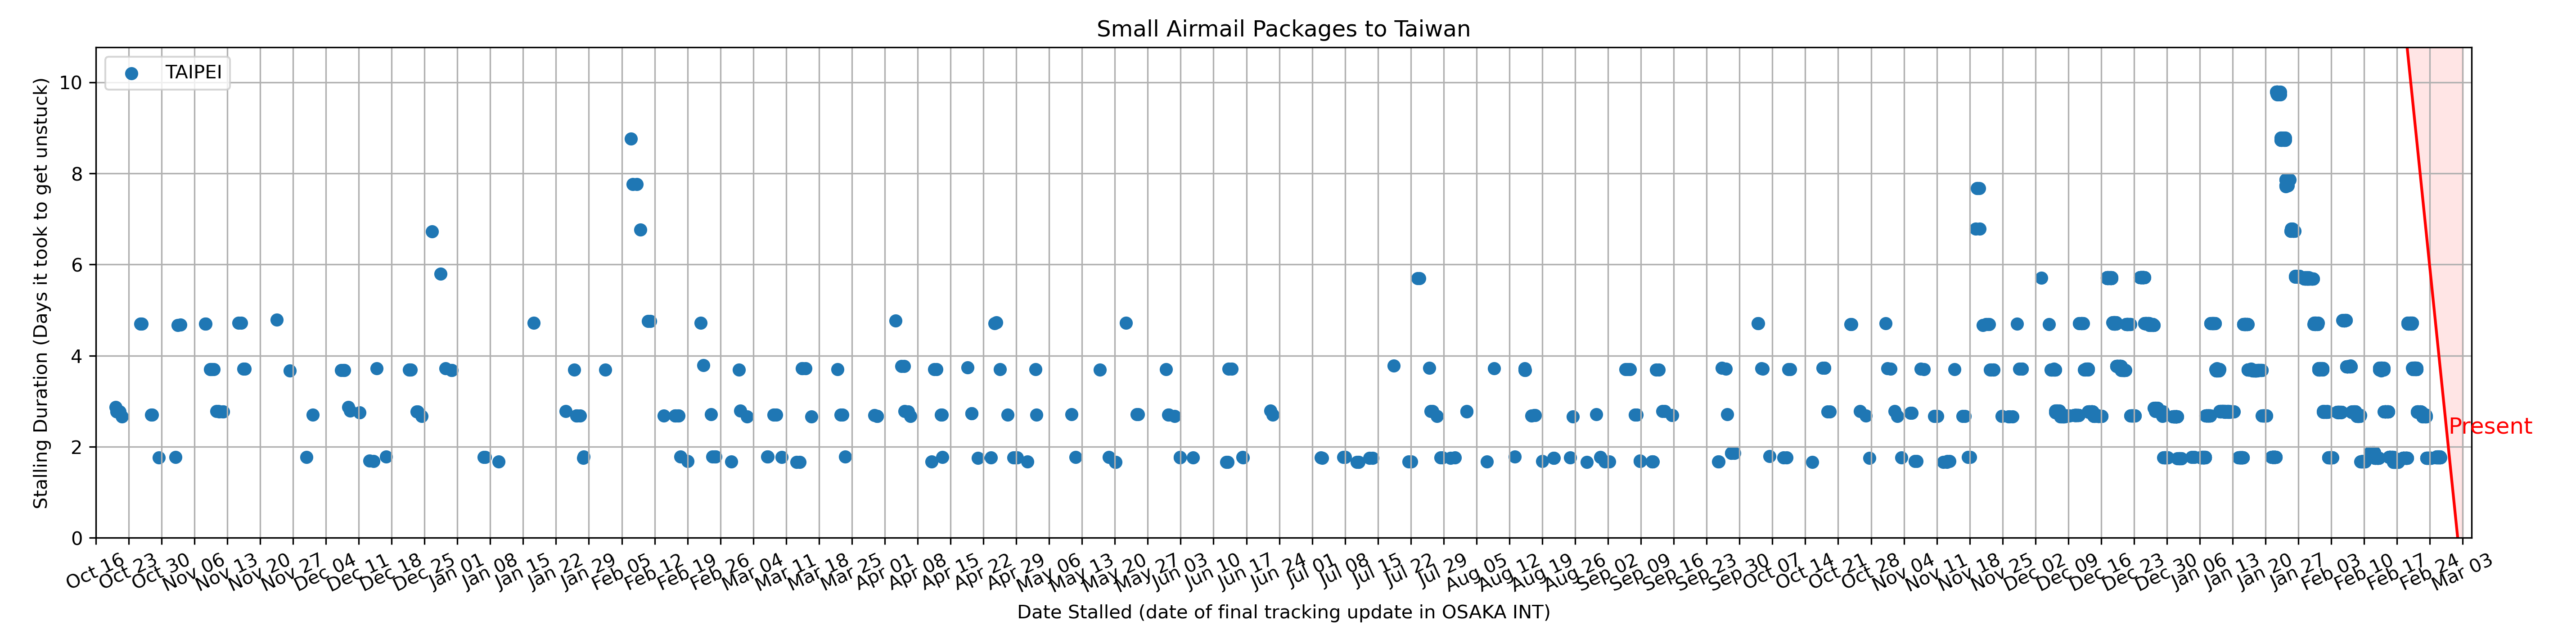 Small Airmail Packages to Taiwan
TAIPEI
Stalling Duration (Days it took to get unstuck)
10
8
6
4
2
0
Present
Oct 16 Oct 23 Oct 30 Nov 06 Nov 13 Nov 20 Nov 27 Dec 04 Dec 11 Dec 18 Dec 25 Jan 01 Jan 08 Jan 15 Jan 22 Jan 29 Feb 05 Feb 12 Feb 19 Feb 26 Mar 04 Mar 11 Mar 18 Mar 25 Apr 01 Apr 08 Apr 15 Apr 22 Apr 29 May 06 May 13 May 20 May 27 Jun 03 Jun 10 Jun 17 Jun 24 Jul 01 Jul 08 Jul 15 Jul 22 Jul 29 Aug 05 Aug 12 Aug 19 Aug 26 Sep 02 Sep 09 Sep 16 Sep 23 Sep 30 Oct 07 Oct 14 Oct 21 Oct 28 Nov 04 Nov 11 Nov 18 Nov 25 Dec 02 Dec 09 Dec 16 Dec 23 Dec 30 Jan 06 Jan 13 Jan 20 Jan 27 Feb 03 Feb 10 Feb 17 Feb 24 Mar 03
Date Stalled (date of final tracking update in OSAKA INT)